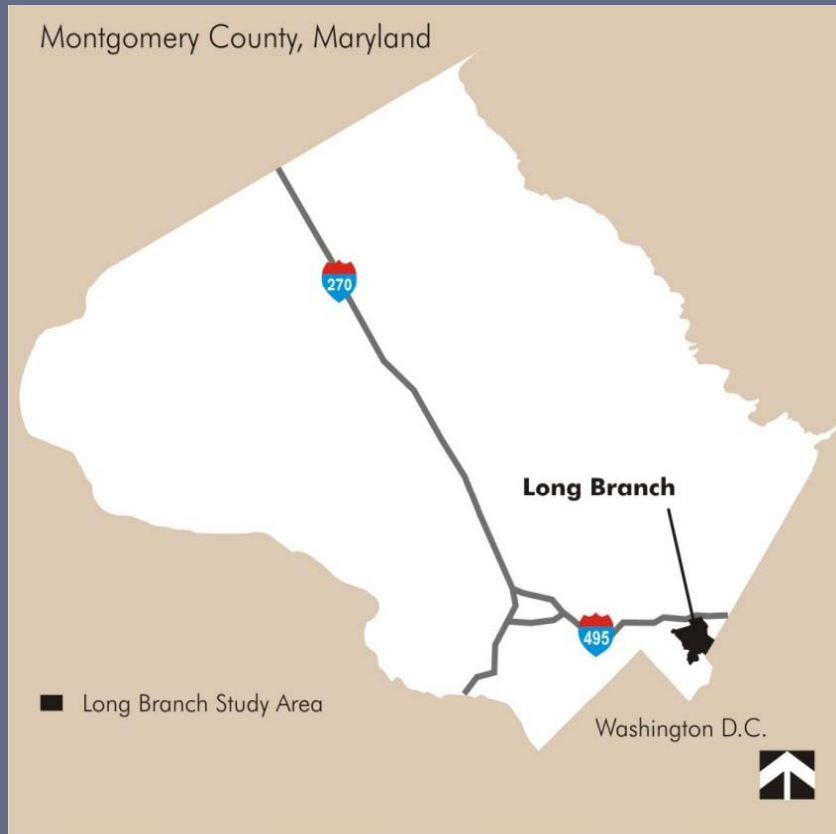 Montgomery County, Maryland
270
Long Branch
495
Long Branch Study Area
Washington D.C.